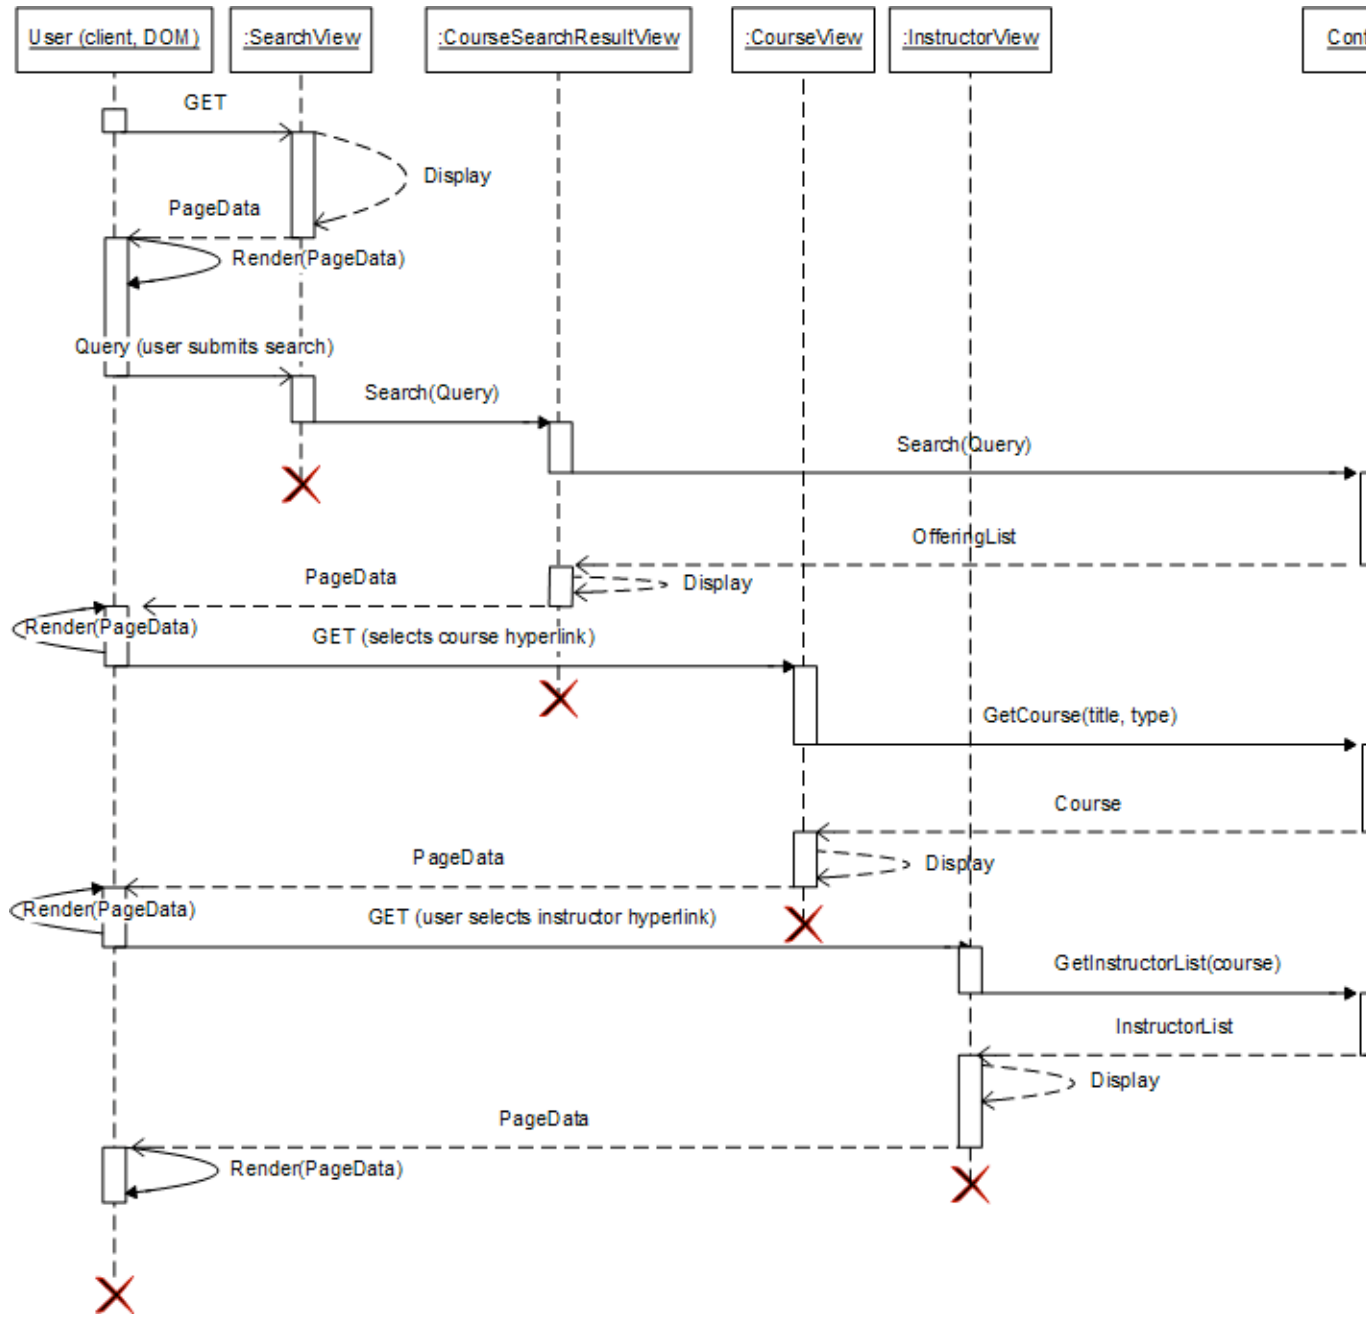 User (client, DOM)
:SearchView
:CourseSearchResultView
:CourseView
:InstructorView
Cont
GET
Display
PageData
Render(PageData)
Query (user submits search)
Search(Query)
Search(Query)
OfferingList
PageData
Display
Render(PageData)
GET (selects course hyperlink)
GetCourse(title, type)
Course
PageData
Display
Render(PageData)
GET (user selects instructor hyperlink)
GetInstructorList(course)
InstructorList
Display
PageData
Render(PageData)